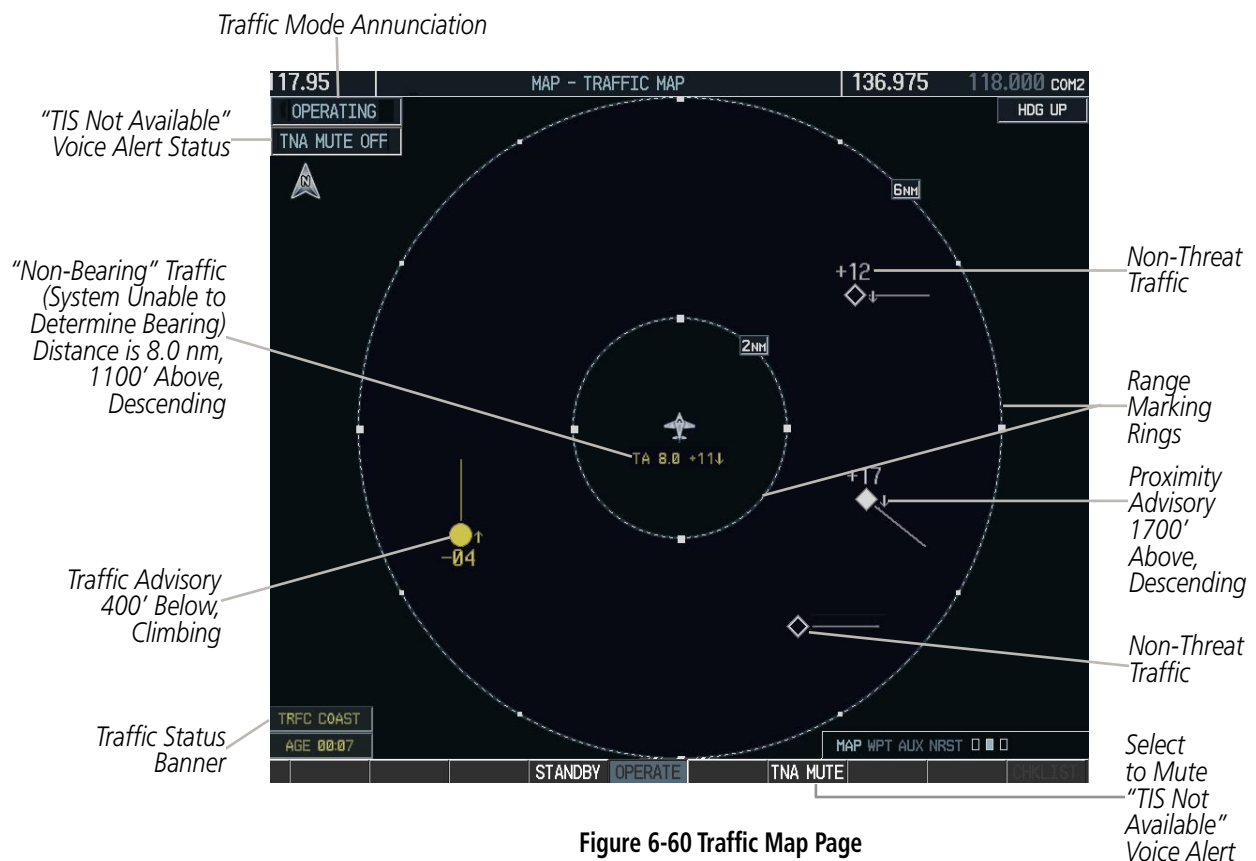 Traffic Mode Annunciation
17.95
MAP - TRAFFIC MAP
136.975
118.000 COM2
OPERATING
HDG UP
"TIS Not Available"
Voice Alert Status
TNA MUTE OFF
N
6NM
"Non-Bearing" Traffic
(System Unable to
Determine Bearing)
Distance is 8.0 nm,
1100' Above,
Descending
+12
Non-Threat
Traffic
2NM
Range
Marking
Rings
TA 8.0 +11↓
+17
Proximity
Advisory
1700'
Above,
Descending
-04
Traffic Advisory
400' Below,
Climbing
Non-Threat
Traffic
Traffic Status
Banner
TRFC COAST
AGE 00:07
MAP WPT AUX NRST
STANDBY
OPERATE
TNA MUTE
CHKLIST
Select
to Mute
"TIS Not
Available"
Voice Alert
Figure 6-60 Traffic Map Page